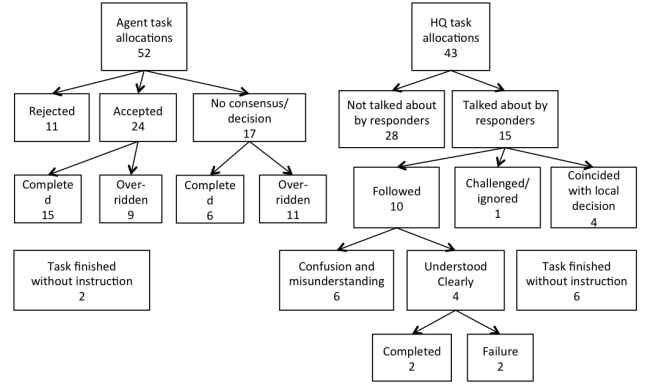 Agent task
allocations
52
HQ task
allocations
43
Rejected
11
Accepted
24
No consensus/
decision
17
Not talked about
by responders
28
Talked about by
responders
15
Complete
d
15
Over-
ridden
9
Complete
d
6
Over-
ridden
11
Followed
10
Challenged/
ignored
1
Coincided
with local
decision
4
Task finished
without instruction
2
Confusion and
misunderstanding
6
Understood
Clearly
4
Task finished
without instruction
6
Completed
2
Failure
2